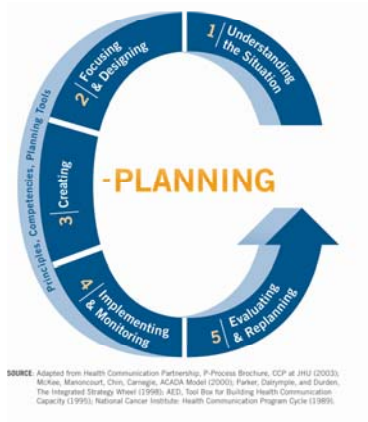 1 Understanding
the Situation
2 Focusing
& Designing
3 Creating
4 Implementing
& Monitoring
5 Evaluating
& Replanning
Principles, Competencies, Planning Tools
-PLANNING
SOURCE: Adapted from Health Communication Partnership, P-Process Brochure, CCP at JHU (2003);
McKee, Manoncourt, Chin, Carnegie, ACADA Model (2000); Parker, Dalrymple, and Durden,
The Integrated Strategy Wheel (1998); AED, Tool Box for Building Health Communication
Capacity (1995); National Cancer Institute: Health Communication Program Cycle (1989).